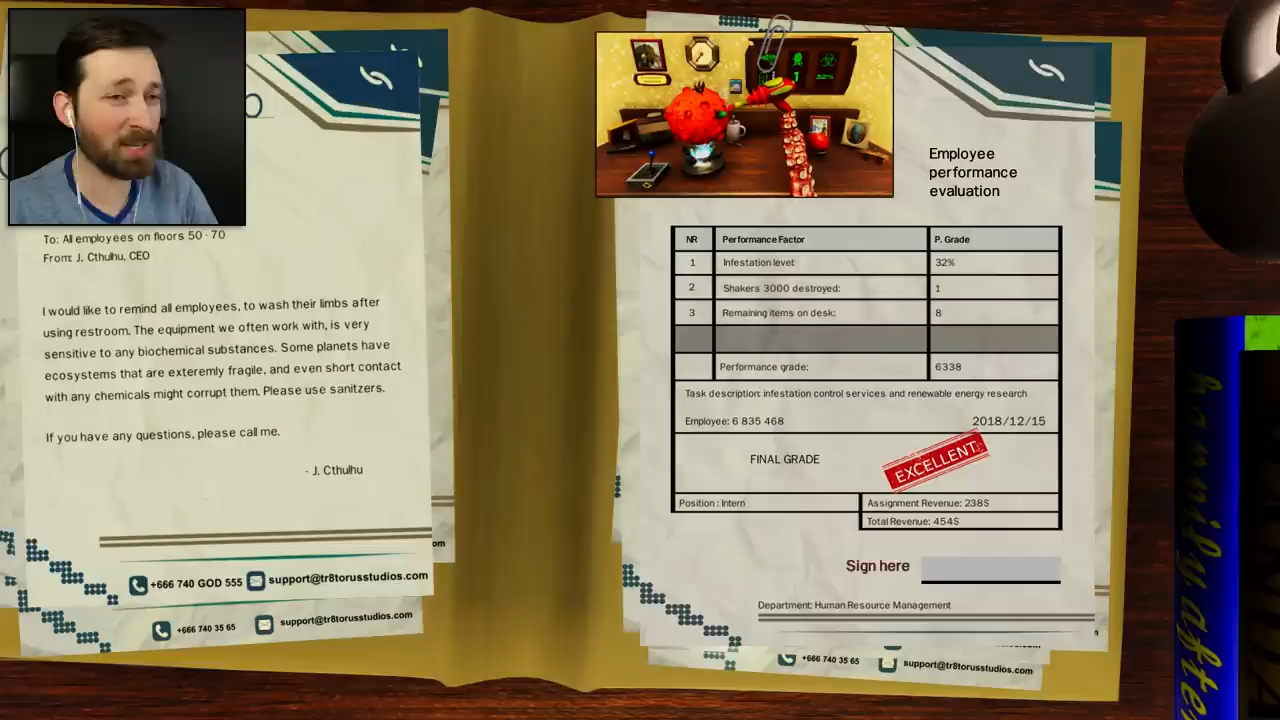 To: All employees on floors 50 - 70
From: J. Cthulhu, CEO
I would like to remind all employees, to wash their limbs after
using restroom. The equipment we often work with, is very
sensitive to any biochemical substances. Some planets have
ecosystems that are exteremly fragile, and even short contact
with any chemicals might corrupt them. Please use sanitzers.
If you have any questions, please call me.
- J. Cthulhu
om
+666 740 GOD 555 support@tr8torusstudios.com
+666 740 35 65 support@tr8torusstudios.com
1
32%
Employee
performance
evaluation
NR Performance Factor P. Grade
1 Infestation level: 32%
2 Shakers 3000 destroyed: 1
3 Remaining items on desk: 8
Performance grade: 6338
Task description: infestation control services and renewable energy research
Employee: 6 835 468 2018/12/15
FINAL GRADE EXCELLENT
Position : Intern Assignment Revenue: 238$
Total Revenue: 454$
Sign here
Department: Human Resource Management
+666 740 35 65 support@tr8torusstudios.com